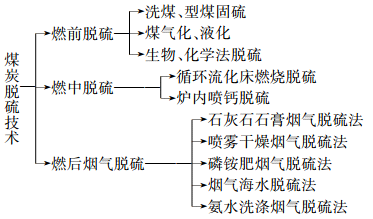 煤炭脱硫技术
燃前脱硫
洗煤、型煤固硫
煤气化、液化
生物、化学法脱硫
燃中脱硫
循环流化床燃烧脱硫
炉内喷钙脱硫
燃后烟气脱硫
石灰石石膏烟气脱硫法
喷雾干燥烟气脱硫法
磷铵肥烟气脱硫法
烟气海水脱硫法
氨水洗涤烟气脱硫法